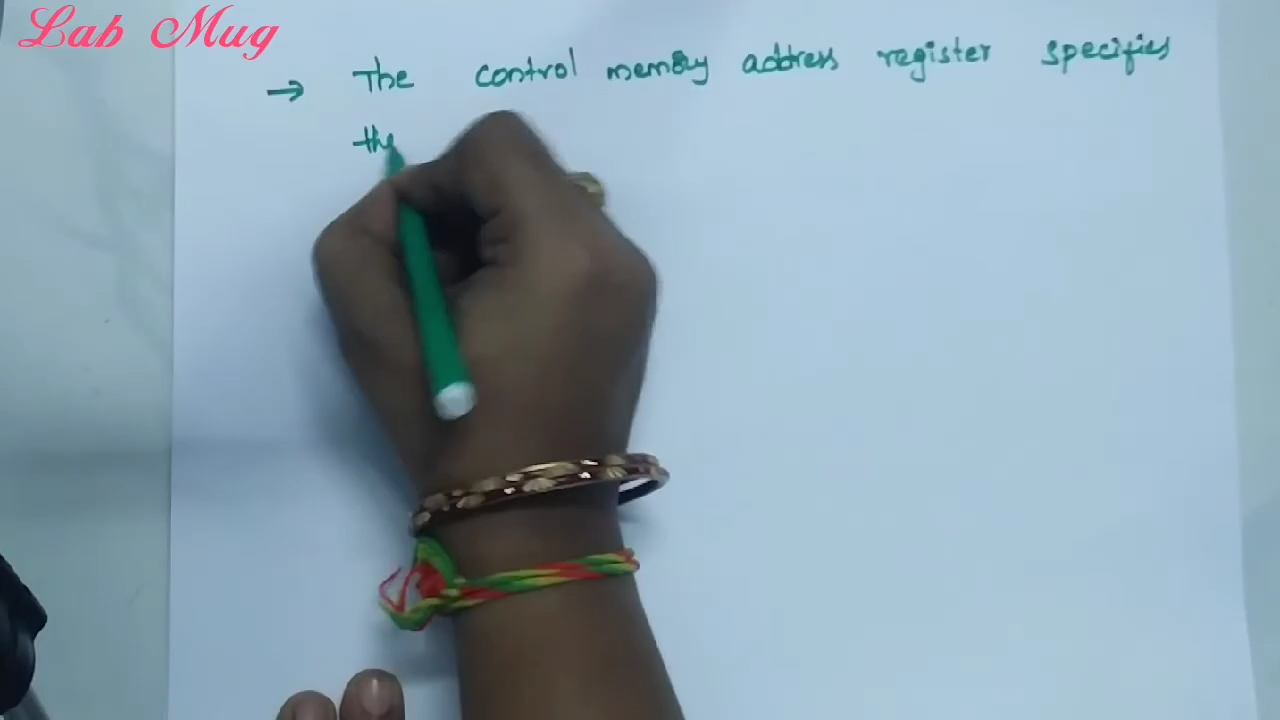 Lab Mug
→ The control memory address register specifies
the